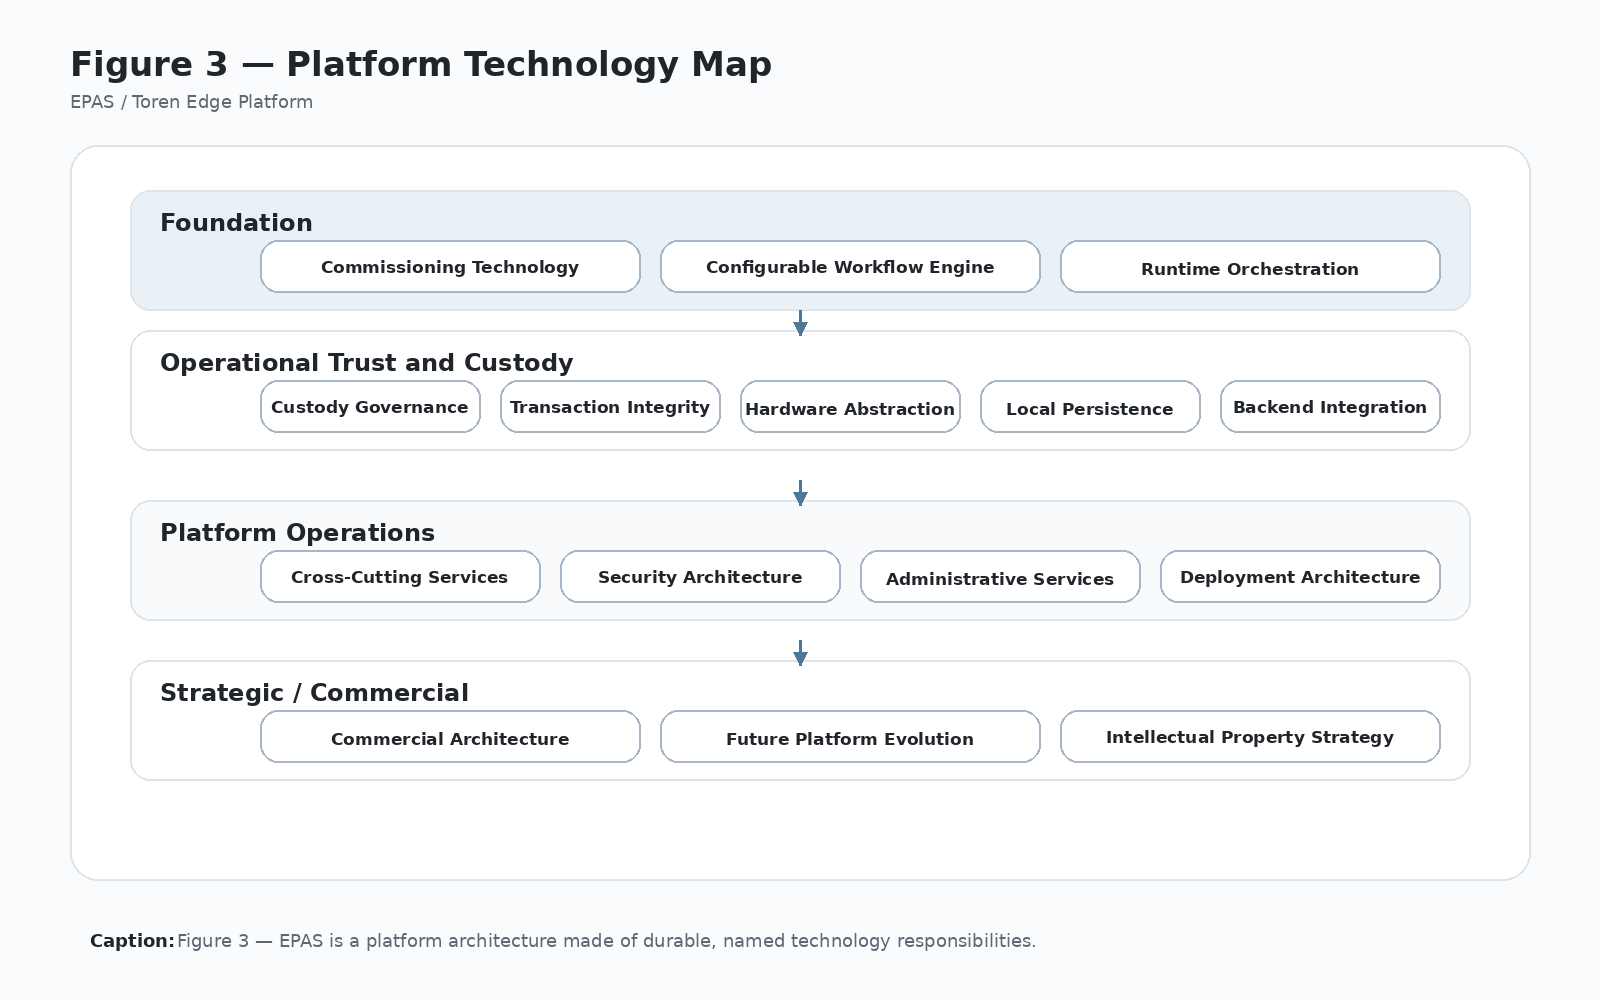 Figure 3 — Platform Technology Map
EPAS / Toren Edge Platform
Foundation
Commissioning Technology
Configurable Workflow Engine
Runtime Orchestration
Operational Trust and Custody
Custody Governance
Transaction Integrity
Hardware Abstraction
Local Persistence
Backend Integration
Platform Operations
Cross-Cutting Services
Security Architecture
Administrative Services
Deployment Architecture
Strategic / Commercial
Commercial Architecture
Future Platform Evolution
Intellectual Property Strategy
Caption: Figure 3 — EPAS is a platform architecture made of durable, named technology responsibilities.